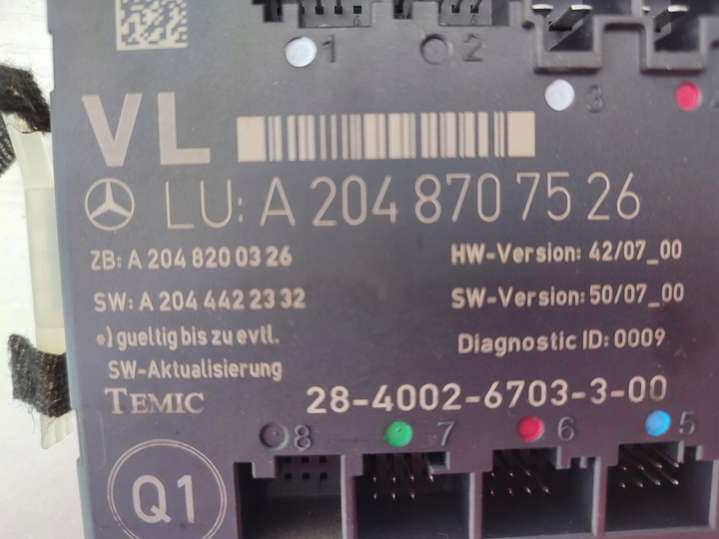 1 2
3 4
VL
LU: A 204 870 75 26
ZB: A 204 820 03 26 HW-Version: 42/07_00
SW: A 204 442 23 32 SW-Version: 50/07_00
*) gueltig bis zu evtl. Diagnostic ID: 0009
SW-Aktualisierung
TEMIC 28-4002-6703-3-00
8 7 6 5
Q1